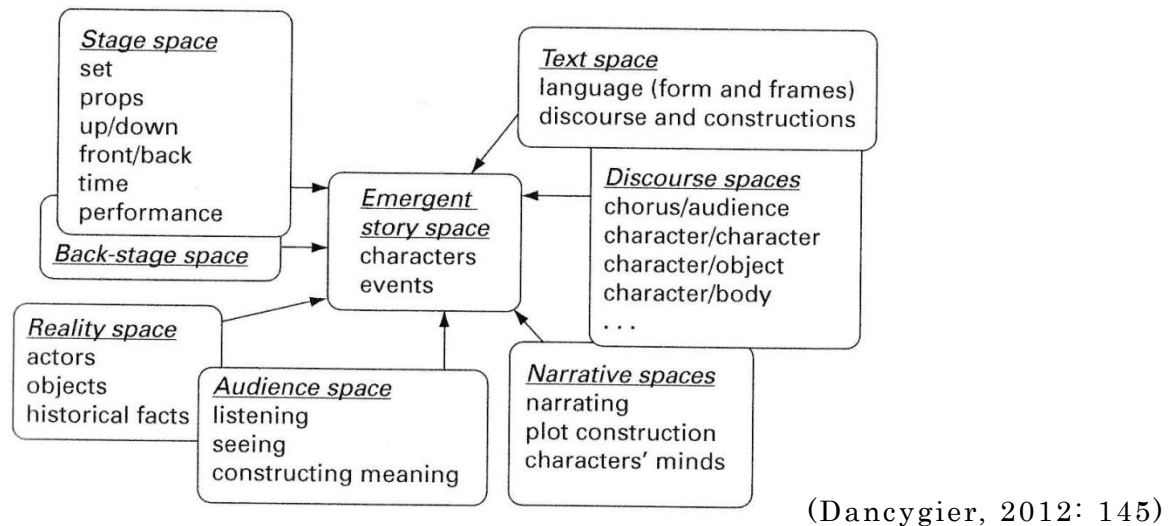 Stage space
set
props
up/down
front/back
time
performance
Back-stage space
Reality space
actors
objects
historical facts
Audience space
listening
seeing
constructing meaning
Emergent
story space
characters
events
Text space
language (form and frames)
discourse and constructions
Discourse spaces
chorus/audience
character/character
character/object
character/body
. . .
Narrative spaces
narrating
plot construction
characters' minds
(Dancygier, 2012: 145)